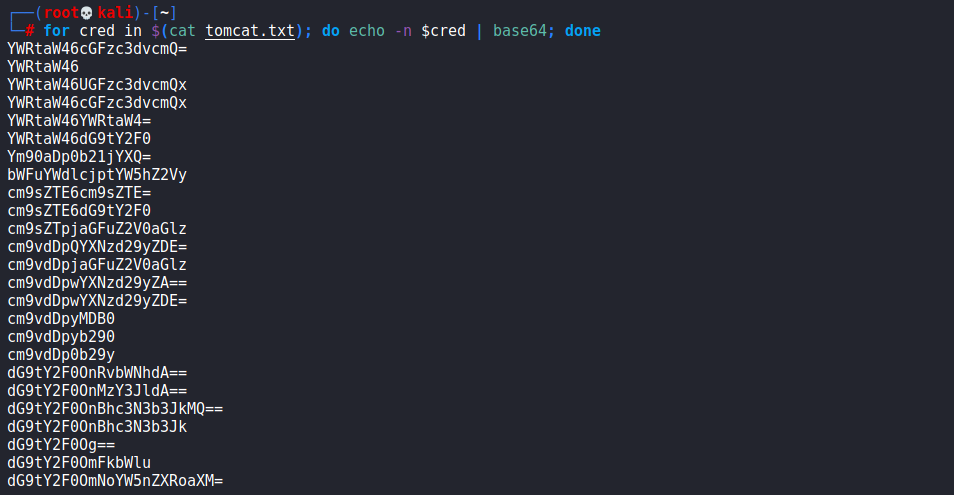 ┌──(root💀kali)-[~]
└─# for cred in $(cat tomcat.txt); do echo -n $cred | base64; done
YWRtaW46cGFzc3dvcmQ=
YWRtaW46
YWRtaW46UGFzc3dvcmQx
YWRtaW46cGFzc3dvcmQx
YWRtaW46YWRtaW4=
YWRtaW46dG9tY2F0
Ym90aDp0b21jYXQ=
bWFuYWdlcjptYW5hZ2Vy
cm9sZTE6cm9sZTE=
cm9sZTE6dG9tY2F0
cm9sZTpjaGFuZ2V0aGlz
cm9vdDpQYXNzd29yZDE=
cm9vdDpjaGFuZ2V0aGlz
cm9vdDpwYXNzd29yZA==
cm9vdDpwYXNzd29yZDE=
cm9vdDpyMDB0
cm9vdDpyb290
cm9vdDp0b29y
dG9tY2F0OnRvbWNhdA==
dG9tY2F0OnMzY3JldA==
dG9tY2F0OnBhc3N3b3JkMQ==
dG9tY2F0OnBhc3N3b3Jk
dG9tY2F0Og==
dG9tY2F0OmFkbWlu
dG9tY2F0OmNoYW5nZXRoaXM=